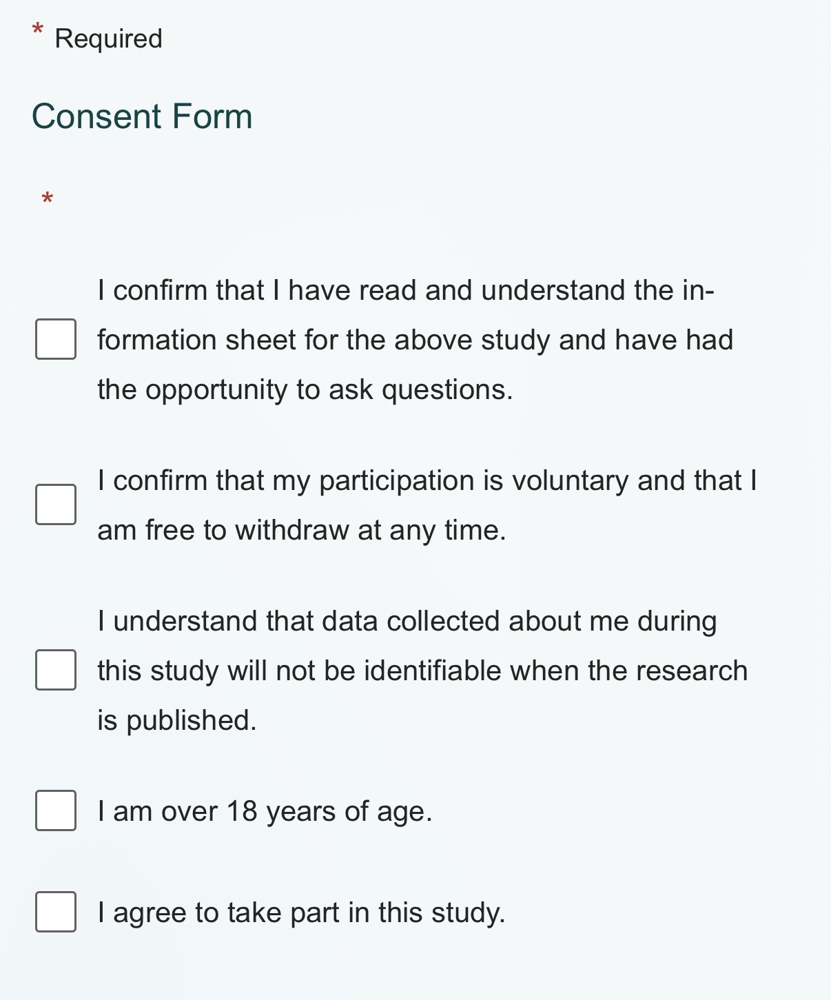 * Required
Consent Form
*
I confirm that I have read and understand the in-
formation sheet for the above study and have had
the opportunity to ask questions.
I confirm that my participation is voluntary and that I
am free to withdraw at any time.
I understand that data collected about me during
this study will not be identifiable when the research
is published.
I am over 18 years of age.
I agree to take part in this study.